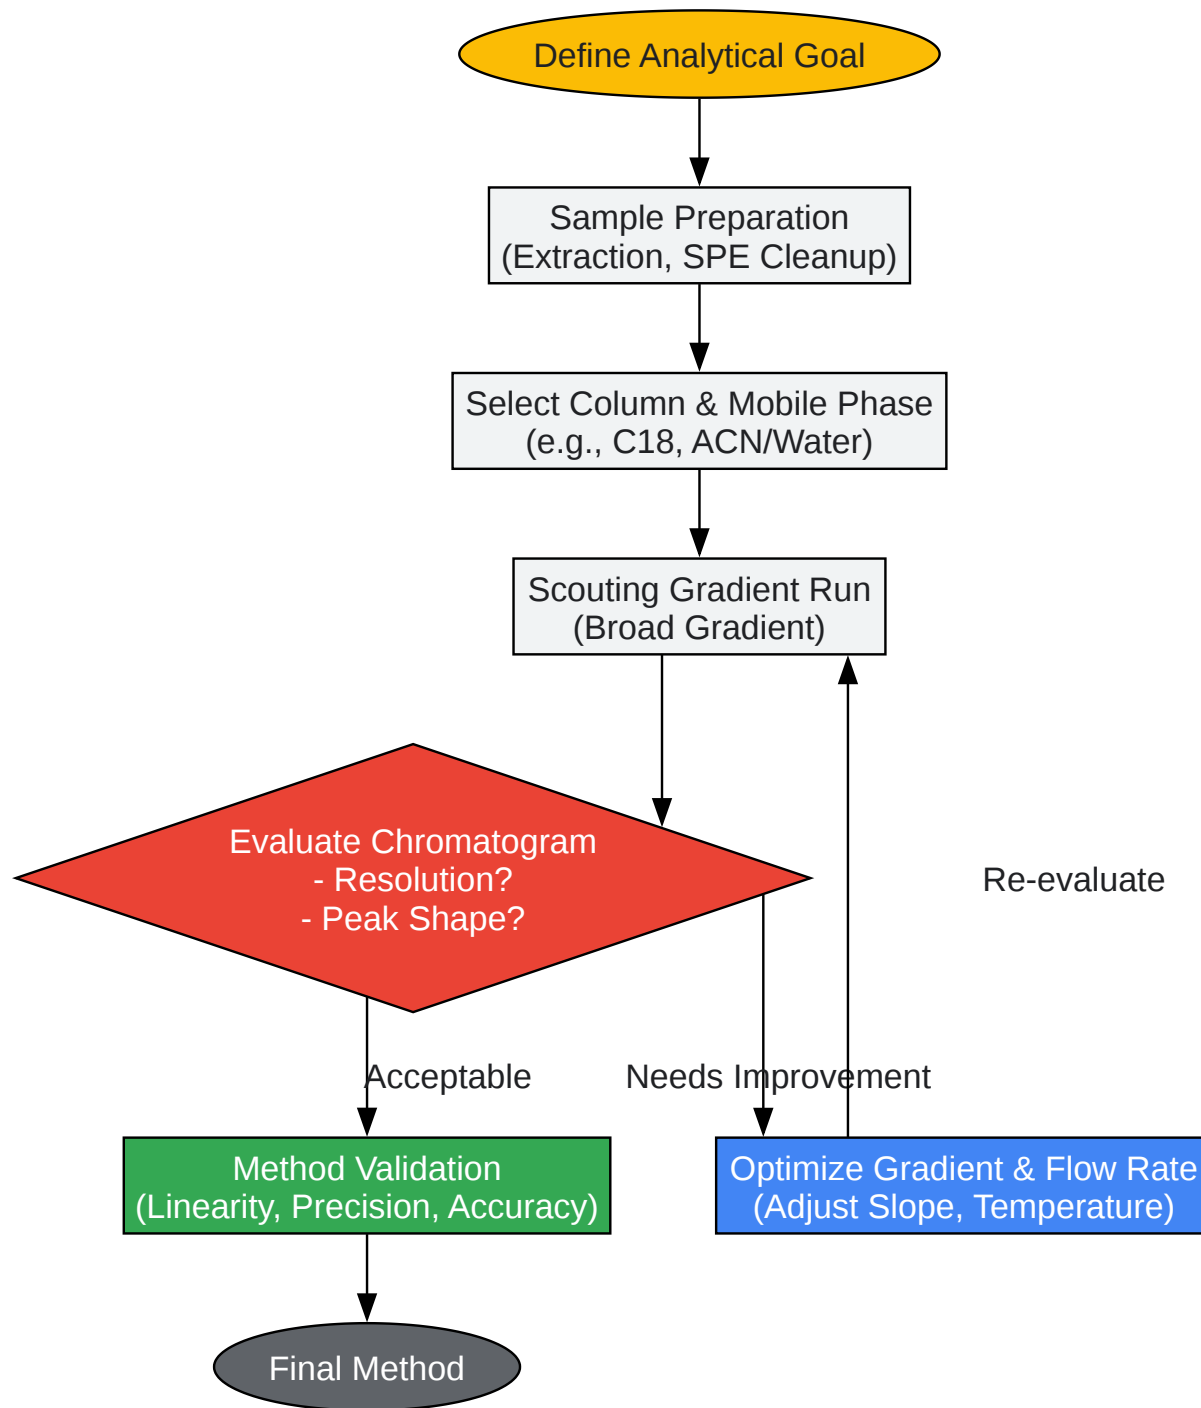 Define Analytical Goal
Sample Preparation
(Extraction, SPE Cleanup)
Select Column & Mobile Phase
(e.g., C18, ACN/Water)
Scouting Gradient Run
(Broad Gradient)
Evaluate Chromatogram
- Resolution?
- Peak Shape?
Re-evaluate
Acceptable
Needs Improvement
Method Validation
(Linearity, Precision, Accuracy)
Optimize Gradient & Flow Rate
(Adjust Slope, Temperature)
Final Method